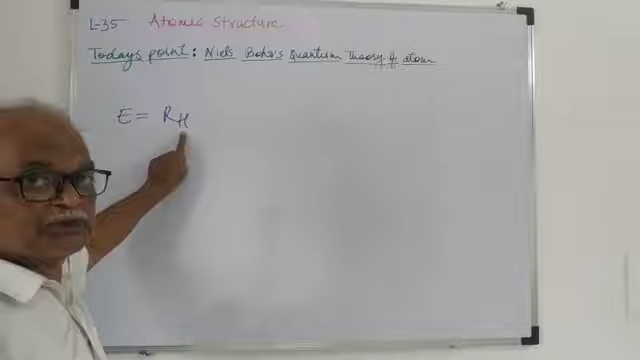 L-35 Atomic Structure
Todays point: Niels Bohr's Quantum Theory of atom
E = RH